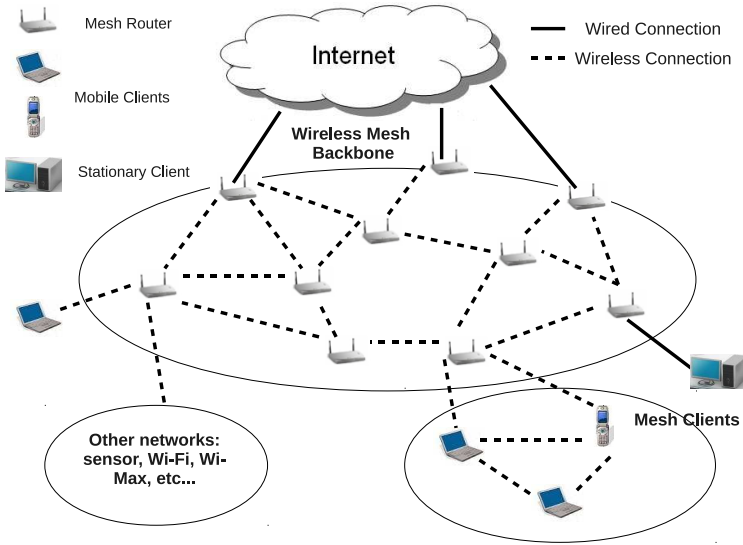 Mesh Router
Mobile Clients
Stationary Client
Internet
Wired Connection
Wireless Connection
Wireless Mesh
Backbone
Other networks:
sensor, Wi-Fi, Wi-
Max, etc...
Mesh Clients